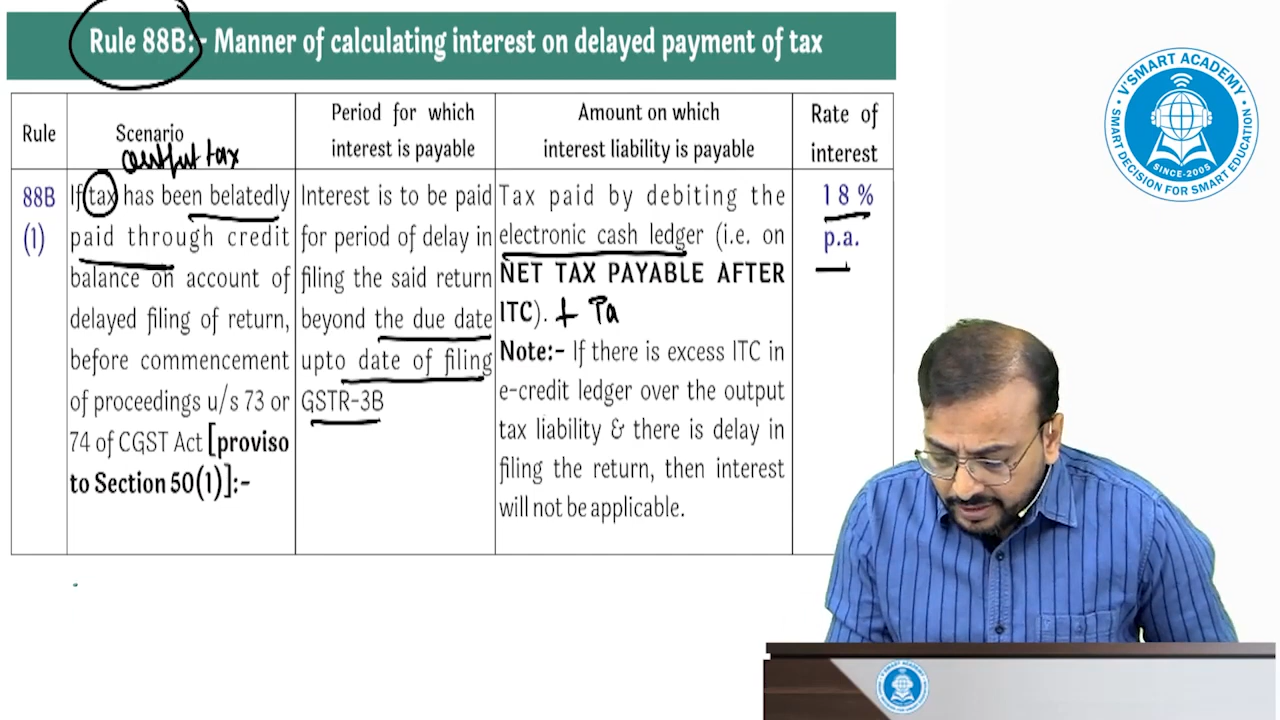 Rule 88B:- Manner of calculating interest on delayed payment of tax
Rule
Scenario
output tax
Period for which
interest is payable
Amount on which
interest liability is payable
Rate of
interest
88B
(1)
If tax has been belatedly
paid through credit
balance on account of
delayed filing of return,
before commencement
of proceedings u/s 73 or
74 of CGST Act [proviso
to Section 50(1)]:-
Interest is to be paid
for period of delay in
filing the said return
beyond the due date
upto date of filing
GSTR-3B
Tax paid by debiting the
electronic cash ledger (i.e. on
NET TAX PAYABLE AFTER
ITC). + Pa
Note:- If there is excess ITC in
e-credit ledger over the output
tax liability & there is delay in
filing the return, then interest
will not be applicable.
18%
p.a.
V'SMART ACADEMY
SINCE-2005
SMART DECISION FOR SMART EDUCATION